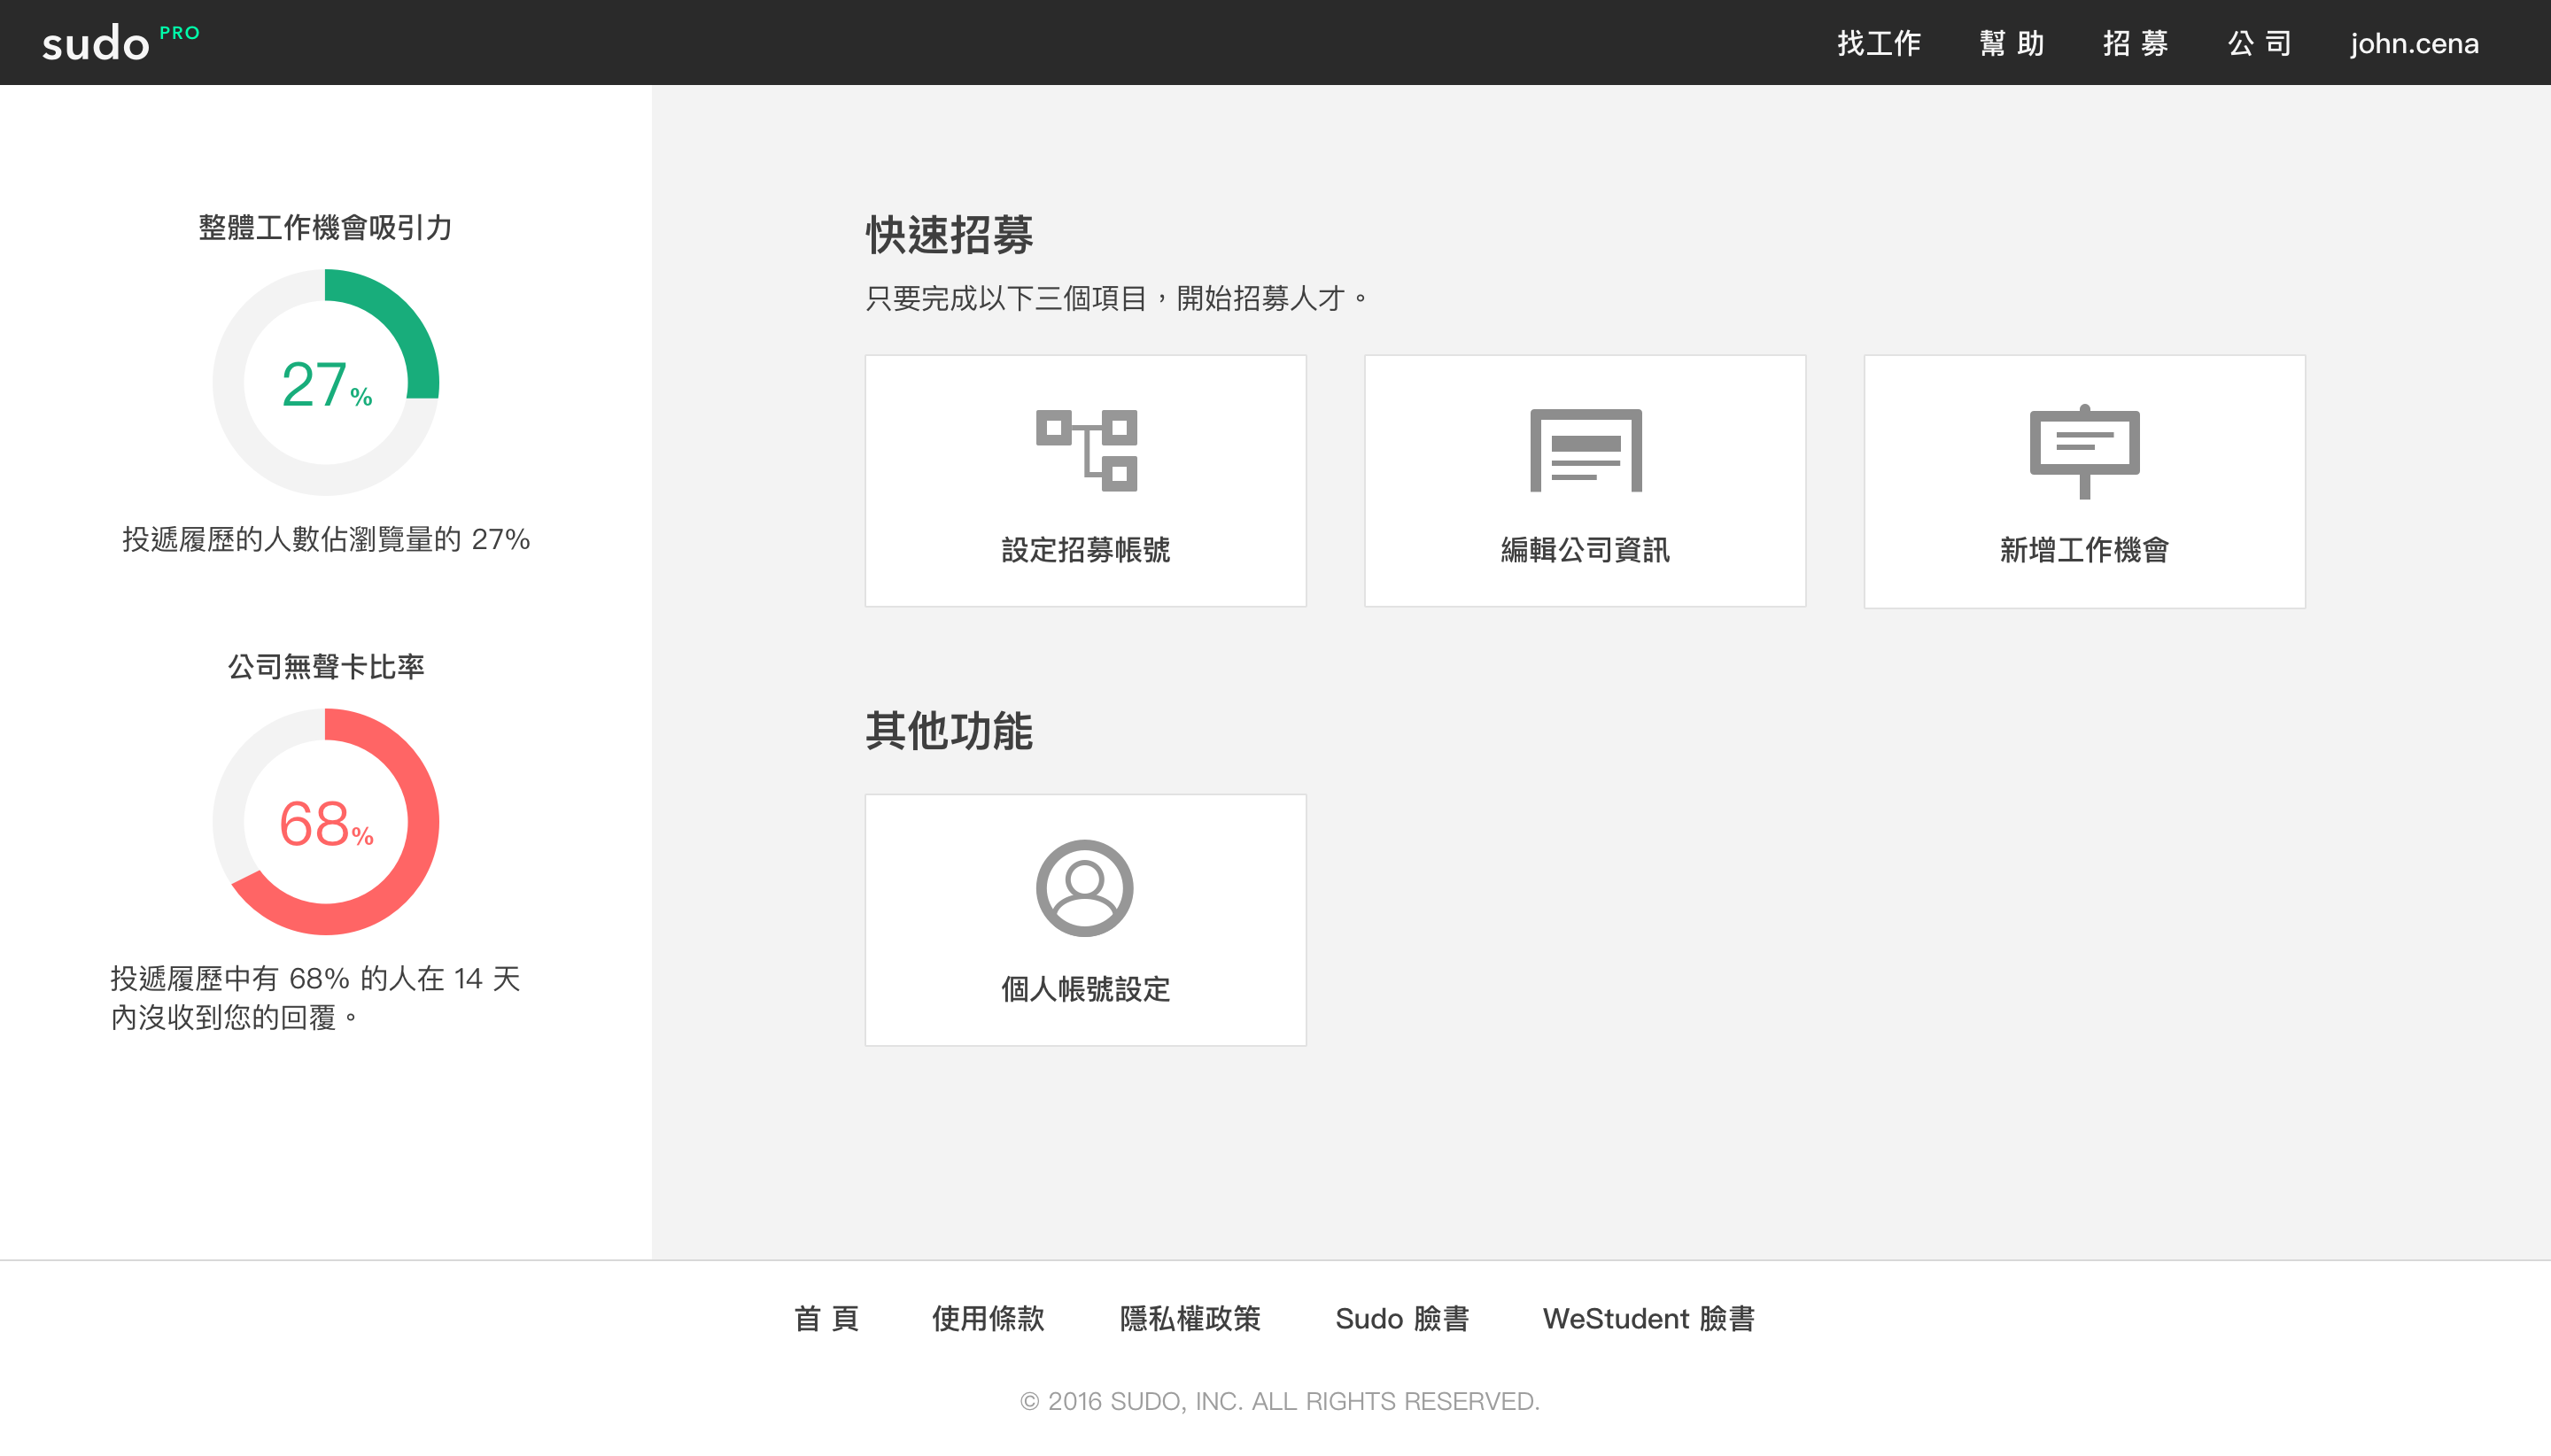 sudo PRO
找工作
幫 助
招 募
公 司
john.cena
整體工作機會吸引力
27%
投遞履歷的人數佔瀏覽量的 27%
公司無聲卡比率
68%
投遞履歷中有 68% 的人在 14 天
內沒收到您的回覆。
快速招募
只要完成以下三個項目，開始招募人才。
設定招募帳號
編輯公司資訊
新增工作機會
其他功能
個人帳號設定
首 頁
使用條款
隱私權政策
Sudo 臉書
WeStudent 臉書
© 2016 SUDO, INC. ALL RIGHTS RESERVED.